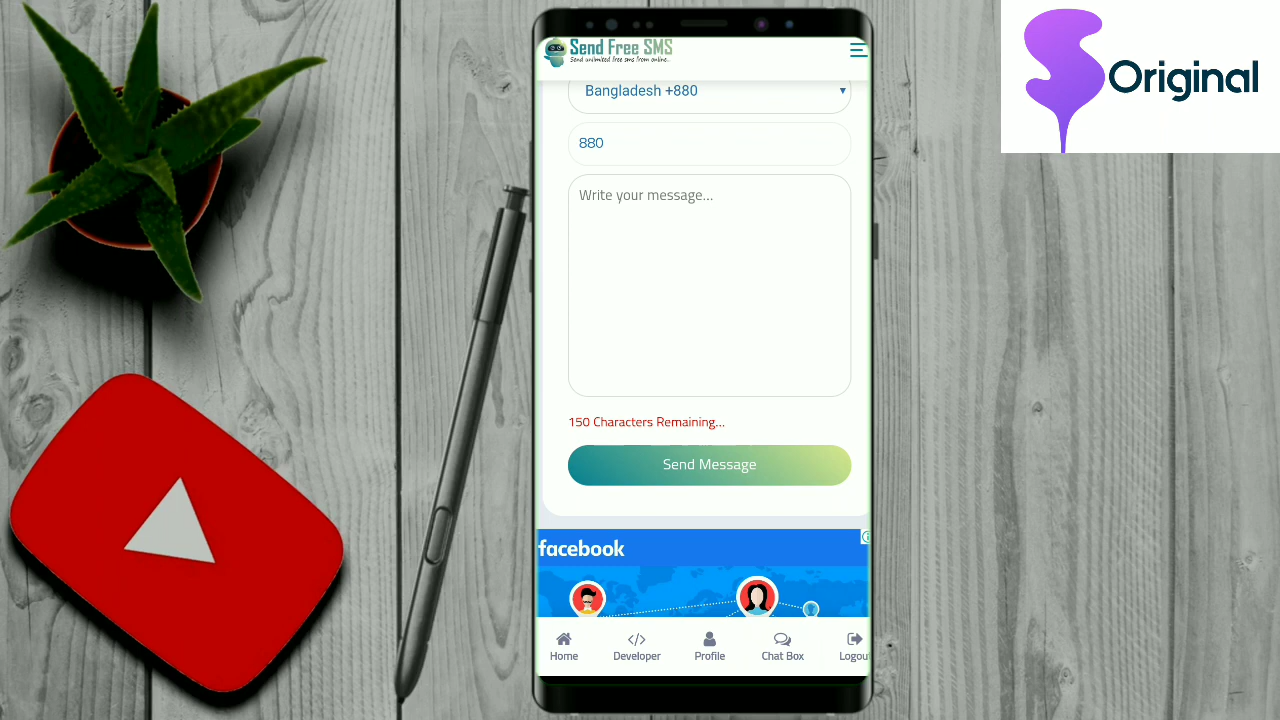 Send Free SMS
Send unlimited free sms from online..
Bangladesh +880
880
Write your message...
150 Characters Remaining...
Send Message
facebook
Home
Developer
Profile
Chat Box
Logout
Original